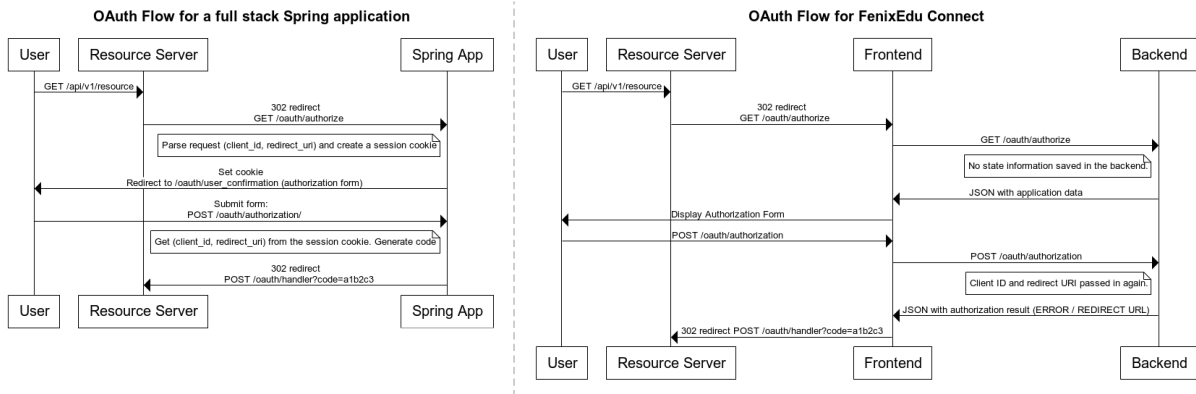 OAuth Flow for a full stack Spring application
User
Resource Server
Spring App
GET /api/v1/resource
302 redirect
GET /oauth/authorize
Parse request (client_id, redirect_uri) and create a session cookie
Set cookie
Redirect to /oauth/user_confirmation (authorization form)
Submit form:
POST /oauth/authorization/
Get (client_id, redirect_uri) from the session cookie. Generate code
302 redirect
POST /oauth/handler?code=a1b2c3
User
Resource Server
Spring App
OAuth Flow for FenixEdu Connect
User
Resource Server
Frontend
Backend
GET /api/v1/resource
302 redirect
GET /oauth/authorize
GET /oauth/authorize
No state information saved in the backend.
JSON with application data
Display Authorization Form
POST /oauth/authorization
POST /oauth/authorization
Client ID and redirect URI passed in again.
JSON with authorization result (ERROR / REDIRECT URL)
302 redirect POST /oauth/handler?code=a1b2c3
User
Resource Server
Frontend
Backend